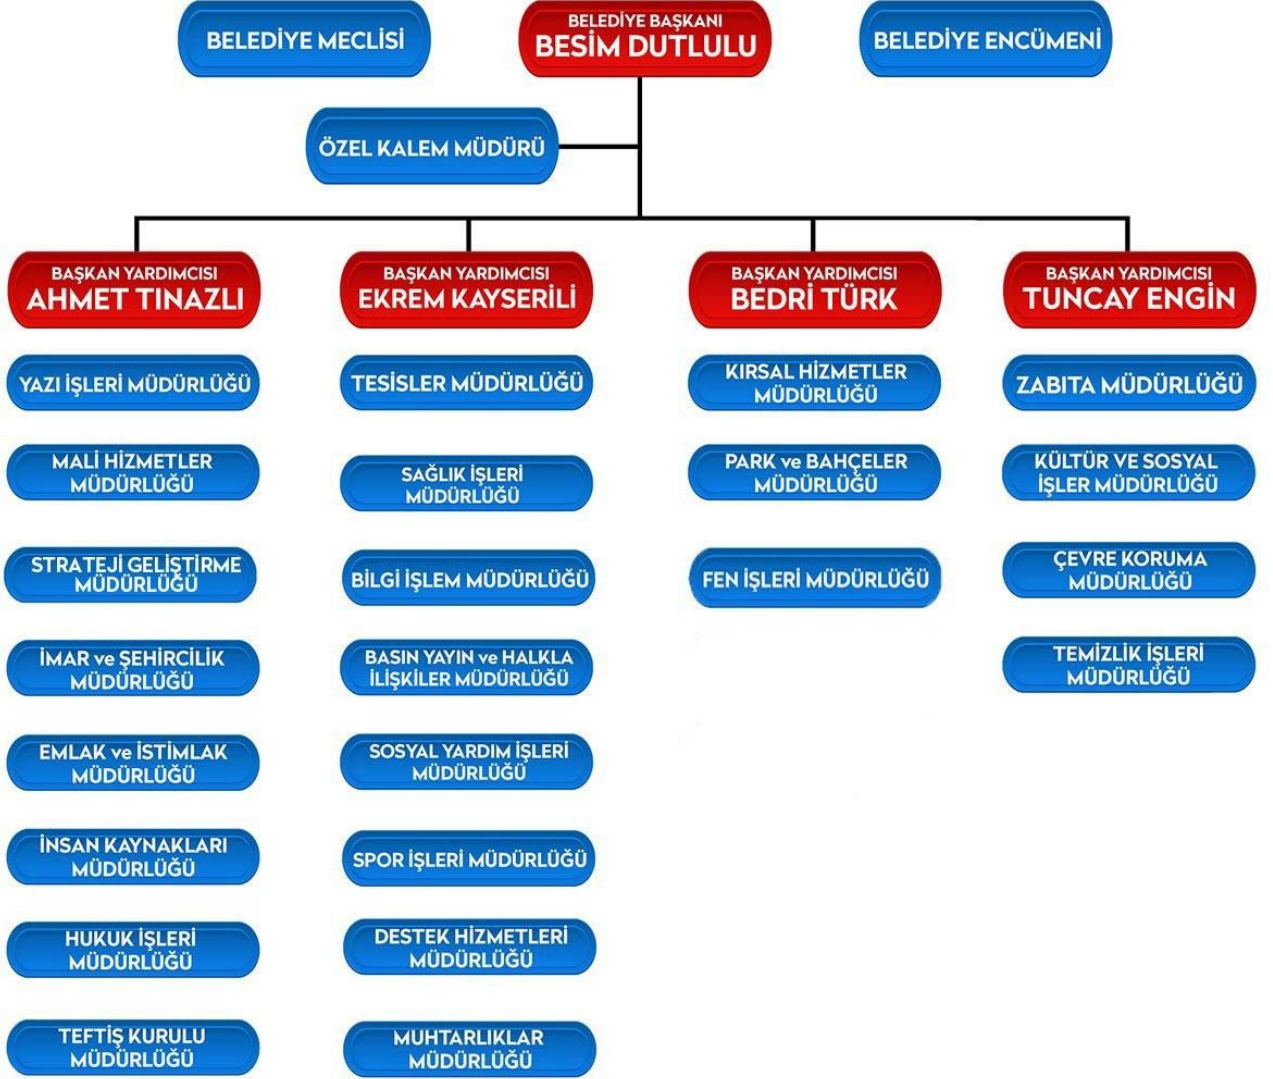 BELEDİYE MECLİSİ
BELEDİYE BAŞKANI
BESİM DUTLULU
BELEDİYE ENCÜMENİ
ÖZEL KALEM MÜDÜRÜ
BAŞKAN YARDIMCISI
AHMET TINAZLI
YAZI İŞLERİ MÜDÜRLÜĞÜ
MALİ HİZMETLER
MÜDÜRLÜĞÜ
STRATEJİ GELİŞTİRME
MÜDÜRLÜĞÜ
İMAR ve ŞEHİRCİLİK
MÜDÜRLÜĞÜ
EMLAK ve İSTİMLAK
MÜDÜRLÜĞÜ
İNSAN KAYNAKLARI
MÜDÜRLÜĞÜ
HUKUK İŞLERİ
MÜDÜRLÜĞÜ
TEFTİŞ KURULU
MÜDÜRLÜĞÜ
BAŞKAN YARDIMCISI
EKREM KAYSERİLİ
TESİSLER MÜDÜRLÜĞÜ
SAĞLIK İŞLERİ
MÜDÜRLÜĞÜ
BİLGİ İŞLEM MÜDÜRLÜĞÜ
BASIN YAYIN ve HALKLA
İLİŞKİLER MÜDÜRLÜĞÜ
SOSYAL YARDIM İŞLERİ
MÜDÜRLÜĞÜ
SPOR İŞLERİ MÜDÜRLÜĞÜ
DESTEK HİZMETLERİ
MÜDÜRLÜĞÜ
MUHTARLIKLAR
MÜDÜRLÜĞÜ
BAŞKAN YARDIMCISI
BEDRİ TÜRK
KIRSAL HİZMETLER
MÜDÜRLÜĞÜ
PARK ve BAHÇELER
MÜDÜRLÜĞÜ
FEN İŞLERİ MÜDÜRLÜĞÜ
BAŞKAN YARDIMCISI
TUNCAY ENGİN
ZABITA MÜDÜRLÜĞÜ
KÜLTÜR VE SOSYAL
İŞLER MÜDÜRLÜĞÜ
ÇEVRE KORUMA
MÜDÜRLÜĞÜ
TEMİZLİK İŞLERİ
MÜDÜRLÜĞÜ